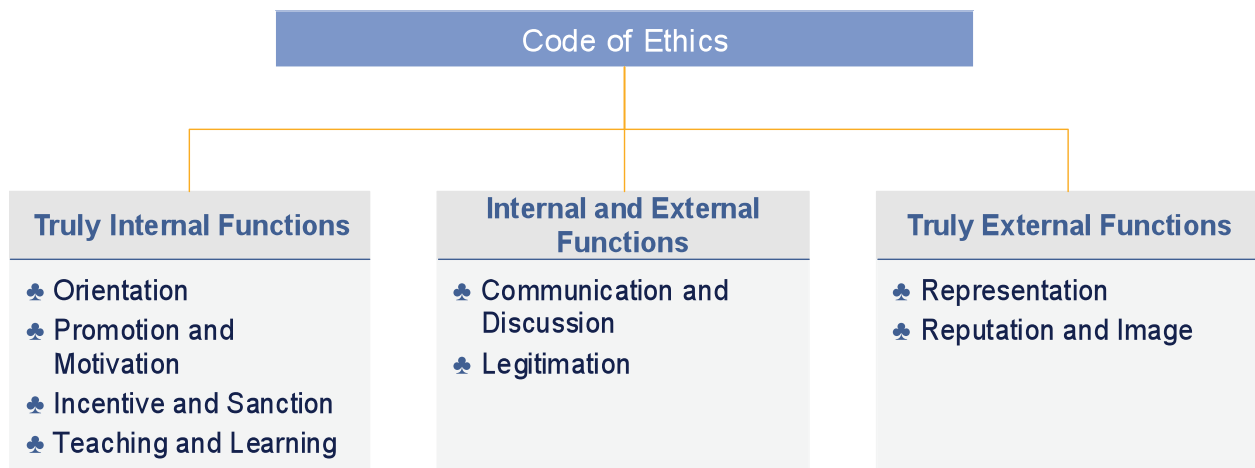 Code of Ethics
Truly Internal Functions
♣ Orientation
♣ Promotion and
Motivation
♣ Incentive and Sanction
♣ Teaching and Learning
Internal and External
Functions
♣ Communication and
Discussion
♣ Legitimation
Truly External Functions
♣ Representation
♣ Reputation and Image